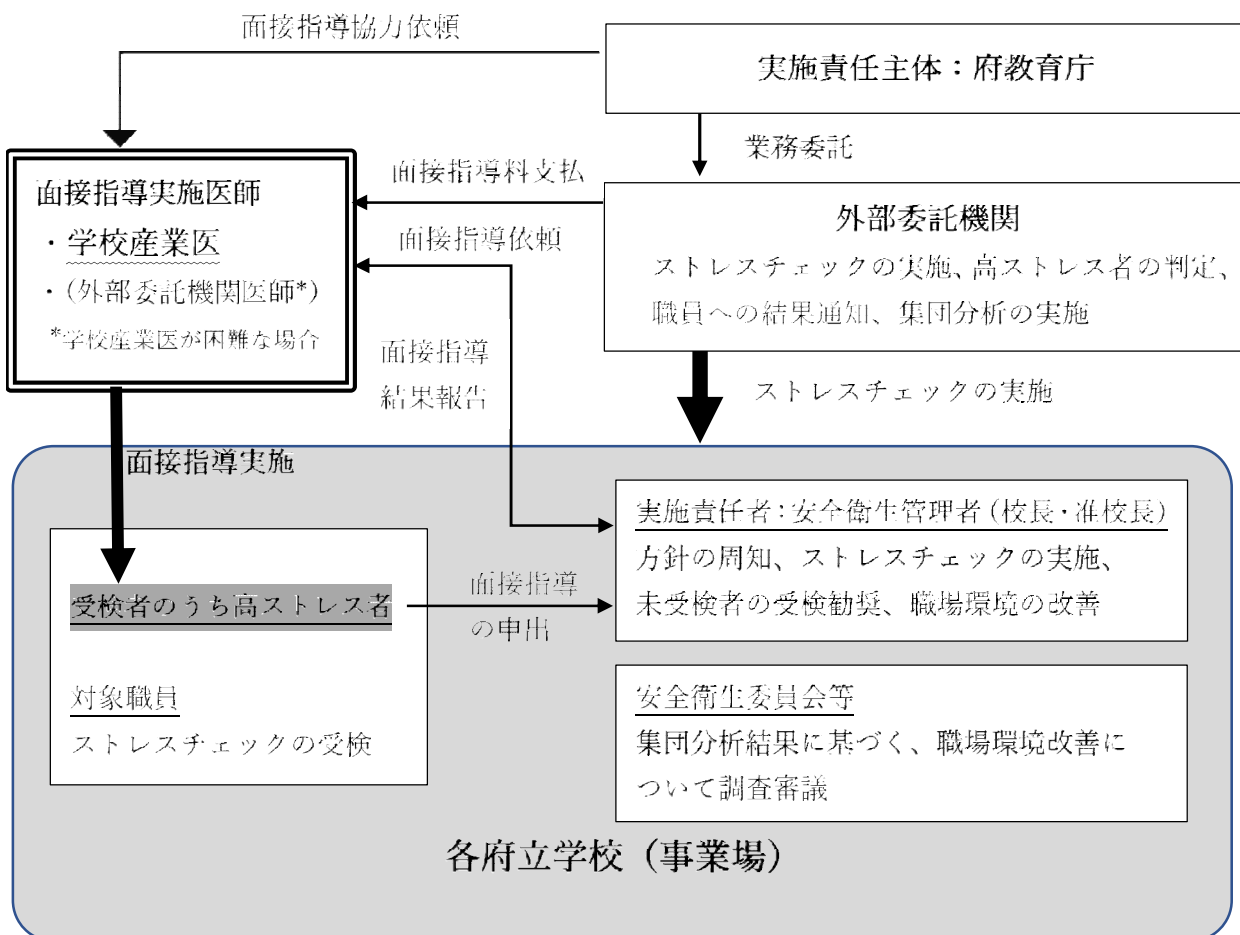 面接指導協力依頼
実施責任主体：府教育庁
業務委託
面接指導実施医師
・学校産業医
・(外部委託機関医師*)
*学校産業医が困難な場合
面接指導料支払
面接指導依頼
外部委託機関
ストレスチェックの実施、高ストレス者の判定、
職員への結果通知、集団分析の実施
面接指導
結果報告
ストレスチェックの実施
面接指導実施
受検者のうち高ストレス者
対象職員
ストレスチェックの受検
面接指導
の申出
実施責任者：安全衛生管理者(校長・准校長)
方針の周知、ストレスチェックの実施、
未受検者の受検勧奨、職場環境の改善
安全衛生委員会等
集団分析結果に基づく、職場環境改善に
ついて調査審議
各府立学校（事業場）